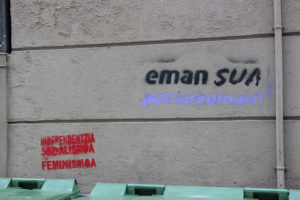 eman SUA
patriarkatuari!
INDEPENDENTZIA
SOZIALISMOA
FEMINISMOA